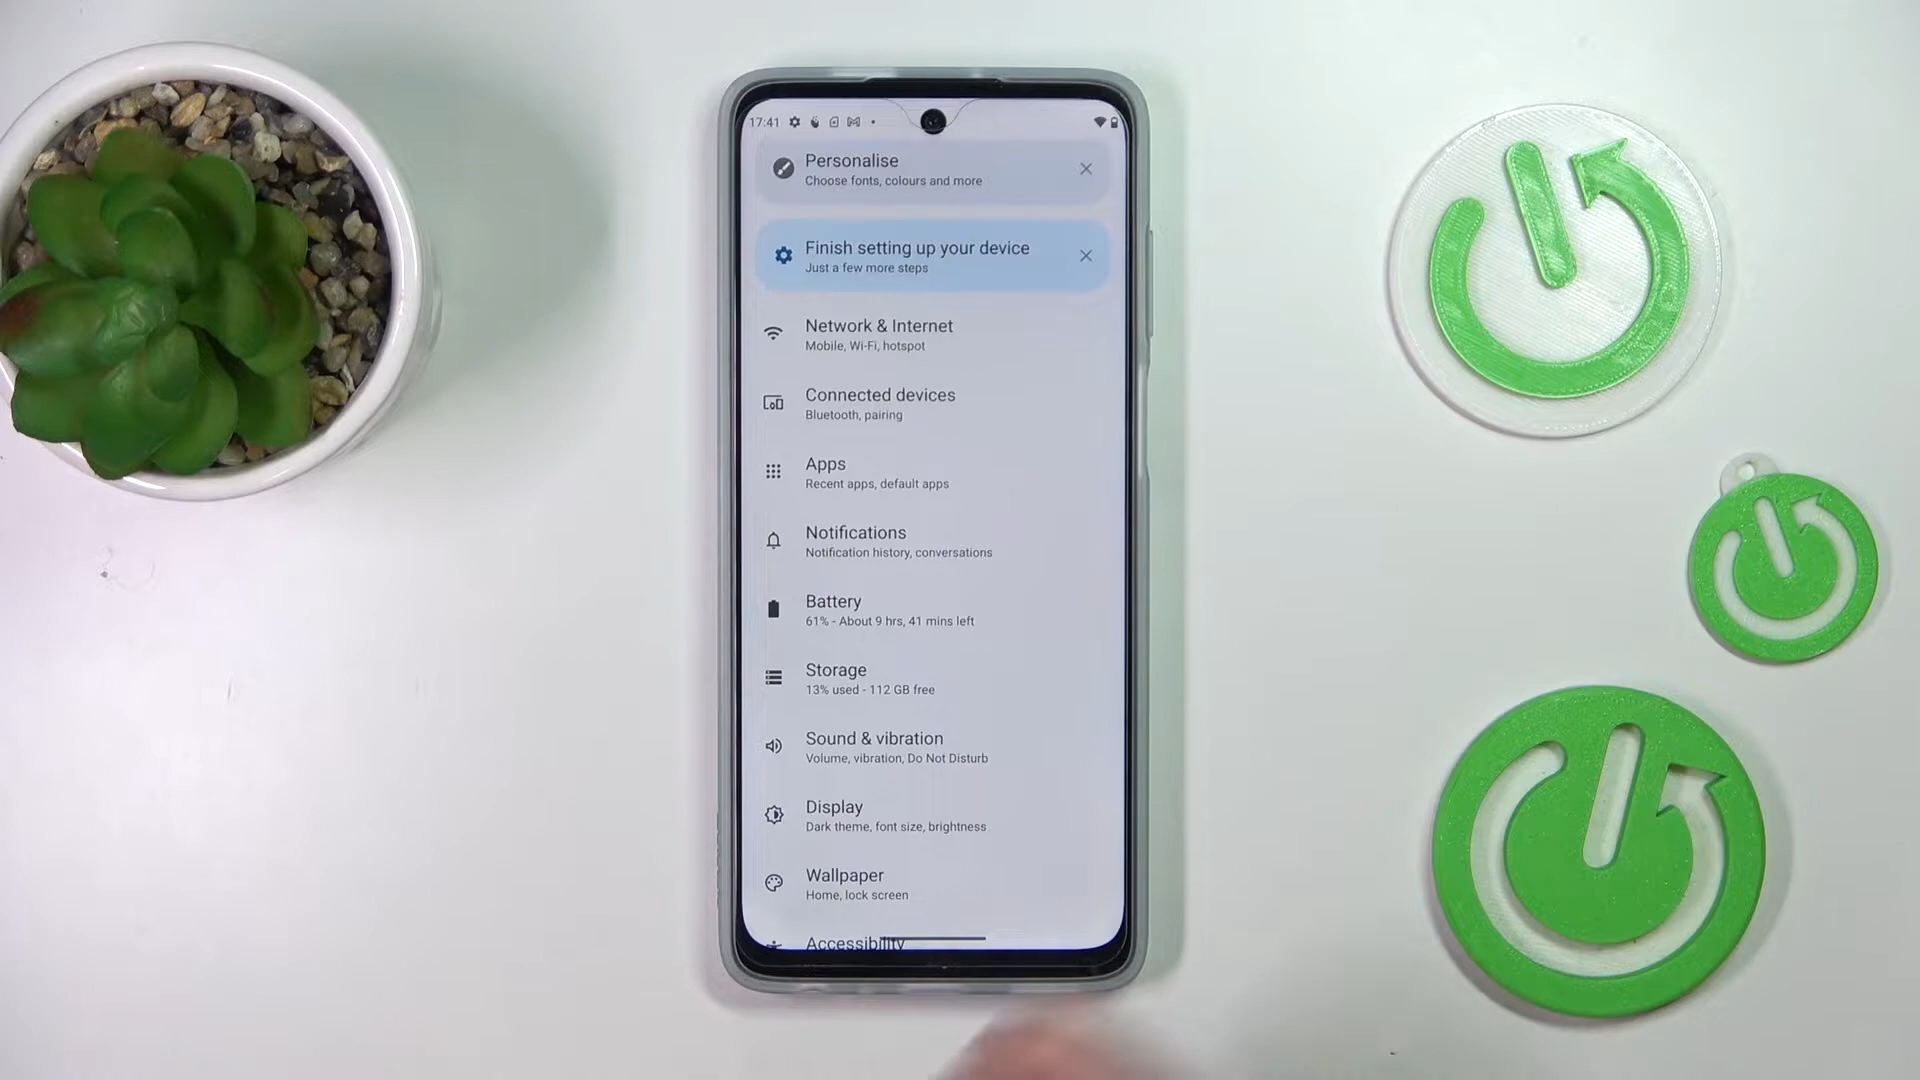 17:41
Personalise
Choose fonts, colours and more
Finish setting up your device
Just a few more steps
Network & Internet
Mobile, Wi-Fi, hotspot
Connected devices
Bluetooth, pairing
Apps
Recent apps, default apps
Notifications
Notification history, conversations
Battery
61% - About 9 hrs, 41 mins left
Storage
13% used - 112 GB free
Sound & vibration
Volume, vibration, Do Not Disturb
Display
Dark theme, font size, brightness
Wallpaper
Home, lock screen
Accessibility